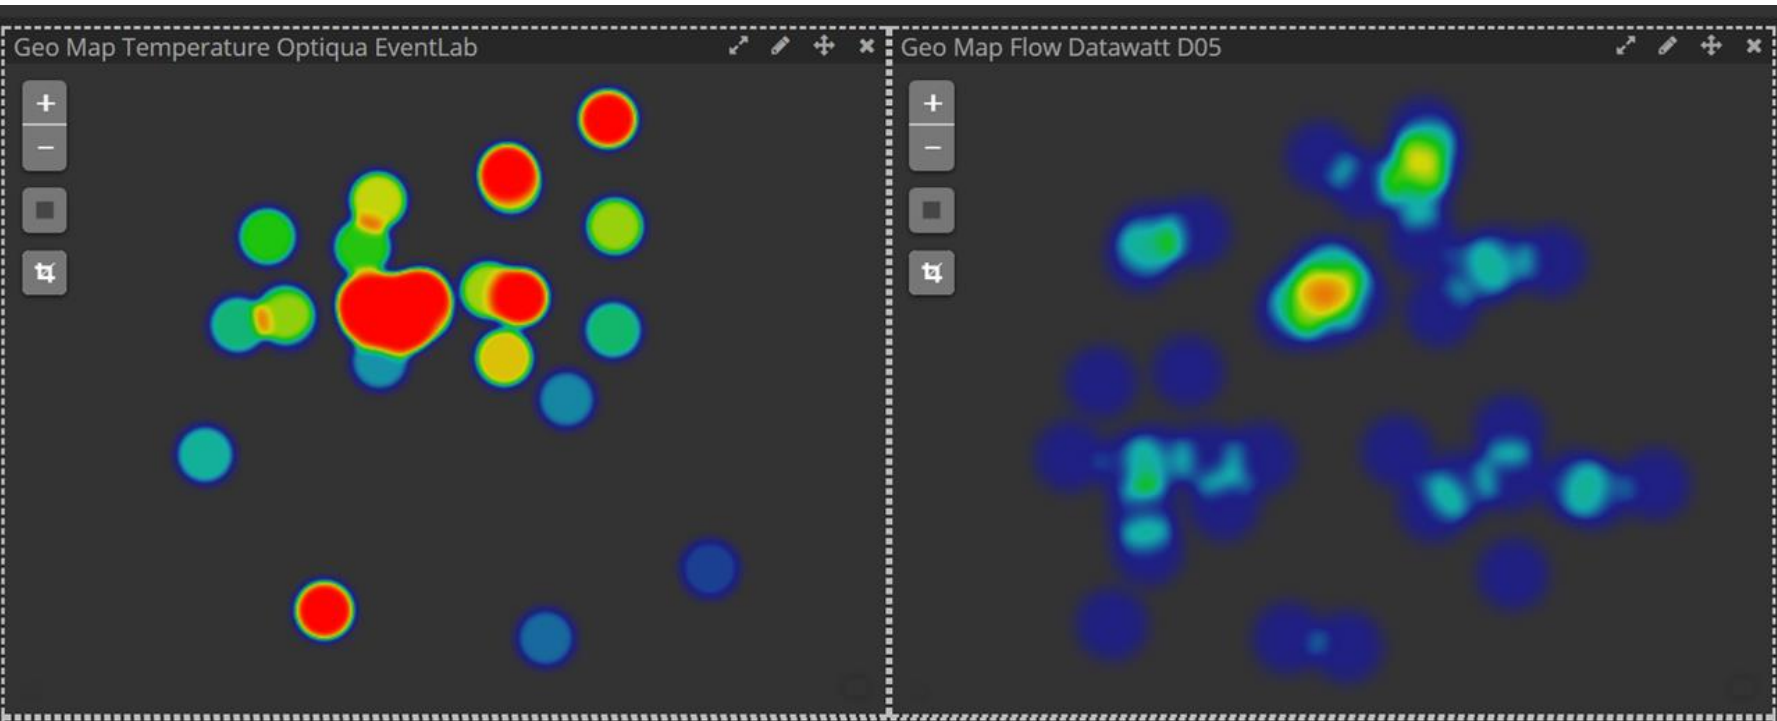 Geo Map Temperature Optiqua EventLab
Geo Map Flow Datawatt D05